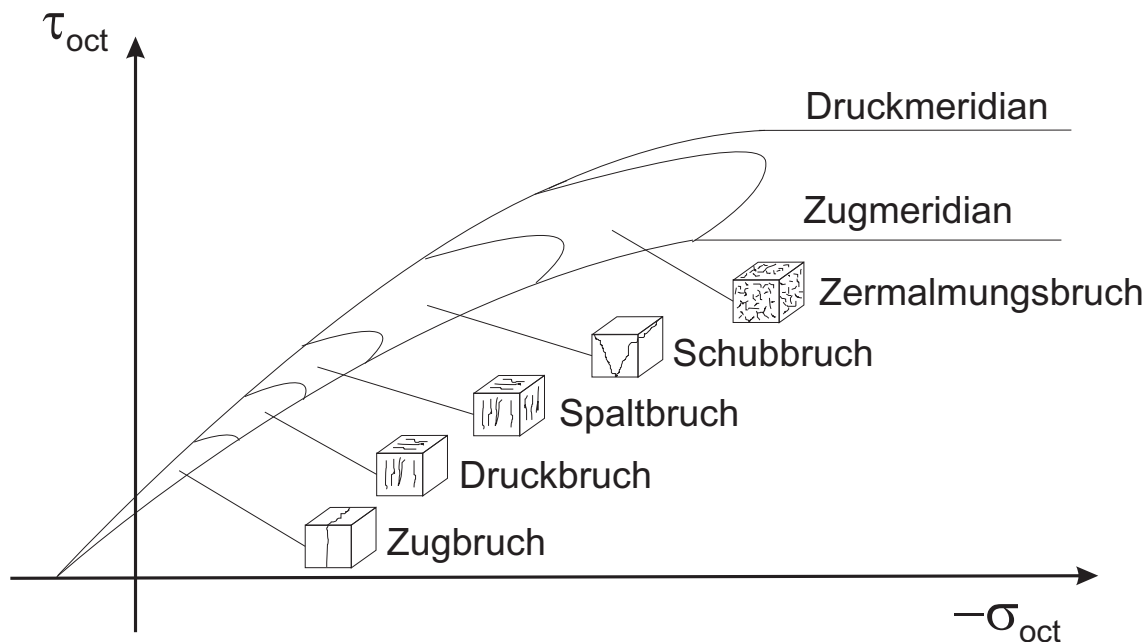 τoct
Druckmeridian
Zugmeridian
Zermalmungsbruch
Schubbruch
Spaltbruch
Druckbruch
Zugbruch
−σoct